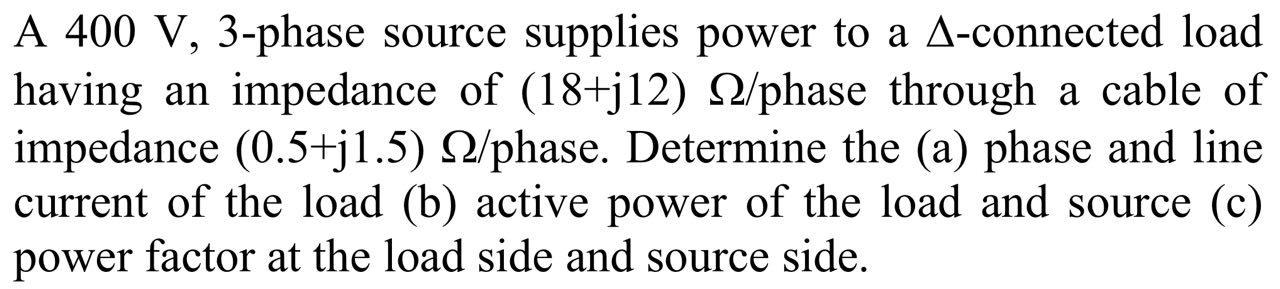 A 400 V, 3-phase source supplies power to a Δ-connected load
having an impedance of (18+j12) Ω/phase through a cable of
impedance (0.5+j1.5) Ω/phase. Determine the (a) phase and line
current of the load (b) active power of the load and source (c)
power factor at the load side and source side.